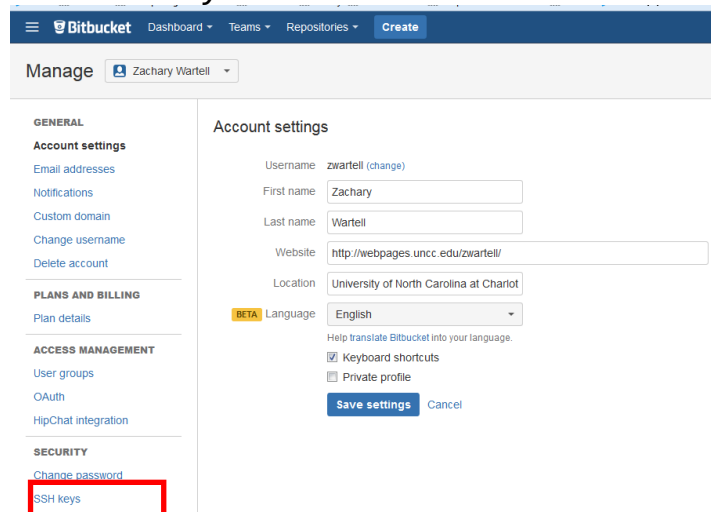 Bitbucket Dashboard Teams Repositories Create
Manage Zachary Wartell
GENERAL
Account settings
Email addresses
Notifications
Custom domain
Change username
Delete account
PLANS AND BILLING
Plan details
ACCESS MANAGEMENT
User groups
OAuth
HipChat integration
SECURITY
Change password
SSH keys
Account settings
Username zwartell (change)
First name Zachary
Last name Wartell
Website http://webpages.uncc.edu/zwartell/
Location University of North Carolina at Charlot
BETA Language English
Help translate Bitbucket into your language.
Keyboard shortcuts
Private profile
Save settings Cancel